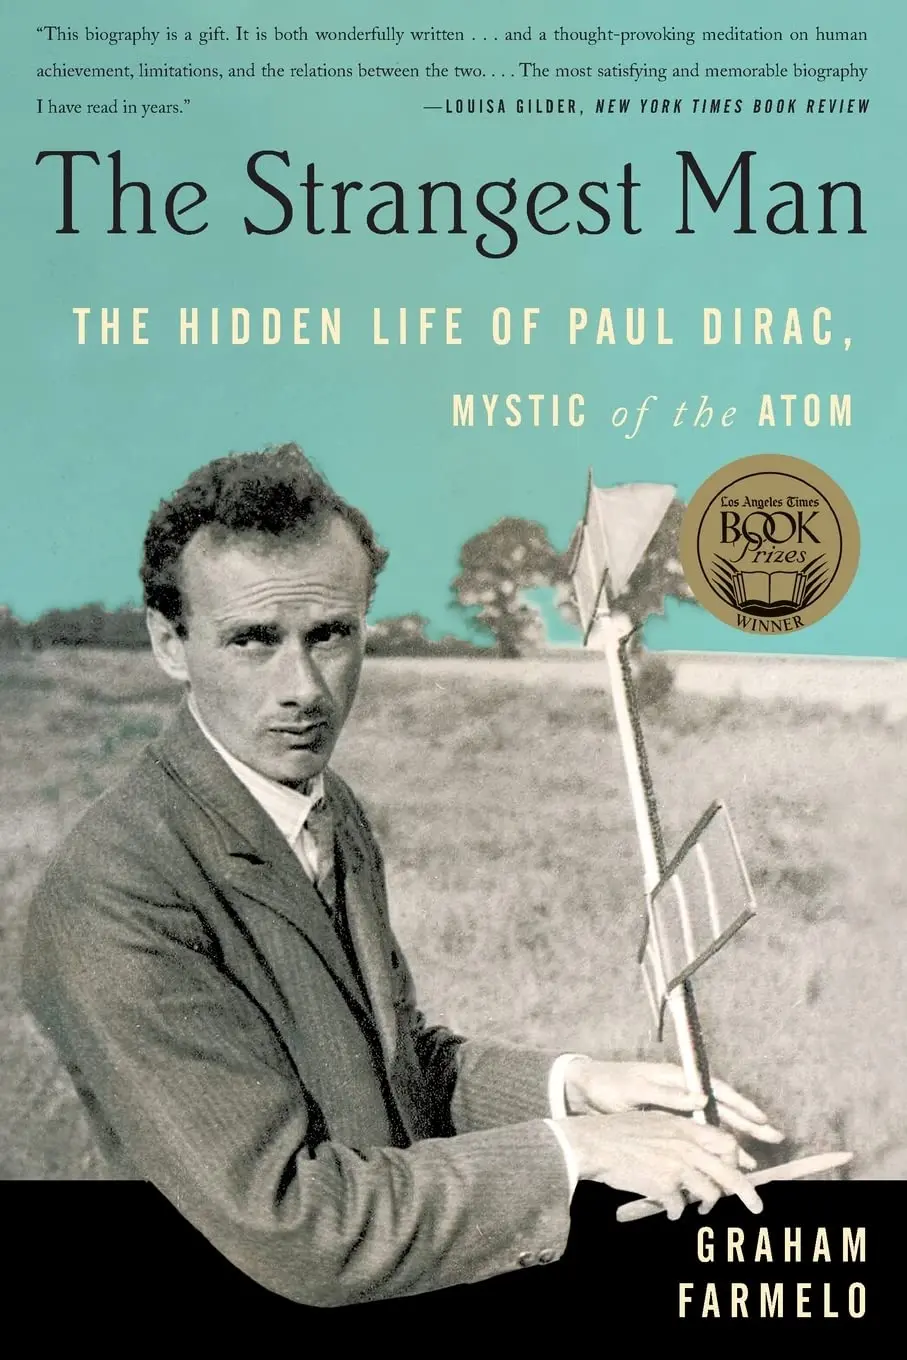 “This biography is a gift. It is both wonderfully written . . . and a thought-provoking meditation on human
achievement, limitations, and the relations between the two. . . . The most satisfying and memorable biography
I have read in years.” —LOUISA GILDER, NEW YORK TIMES BOOK REVIEW
The Strangest Man
THE HIDDEN LIFE OF PAUL DIRAC,
MYSTIC of the ATOM
Los Angeles Times
BOOK
Prizes
WINNER
GRAHAM
FARMELO